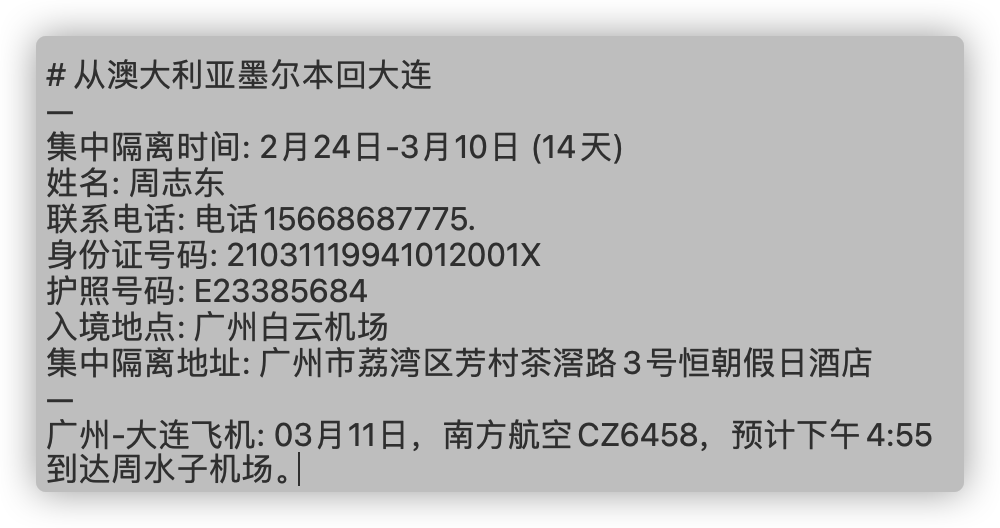 # 从澳大利亚墨尔本回大连
—
集中隔离时间: 2月24日-3月10日 (14天)
姓名: 周志东
联系电话: 电话15668687775.
身份证号码: 21031119941012001X
护照号码: E23385684
入境地点: 广州白云机场
集中隔离地址: 广州市荔湾区芳村茶滘路3号恒朝假日酒店
—
广州-大连飞机: 03月11日，南方航空CZ6458，预计下午4:55
到达周水子机场。